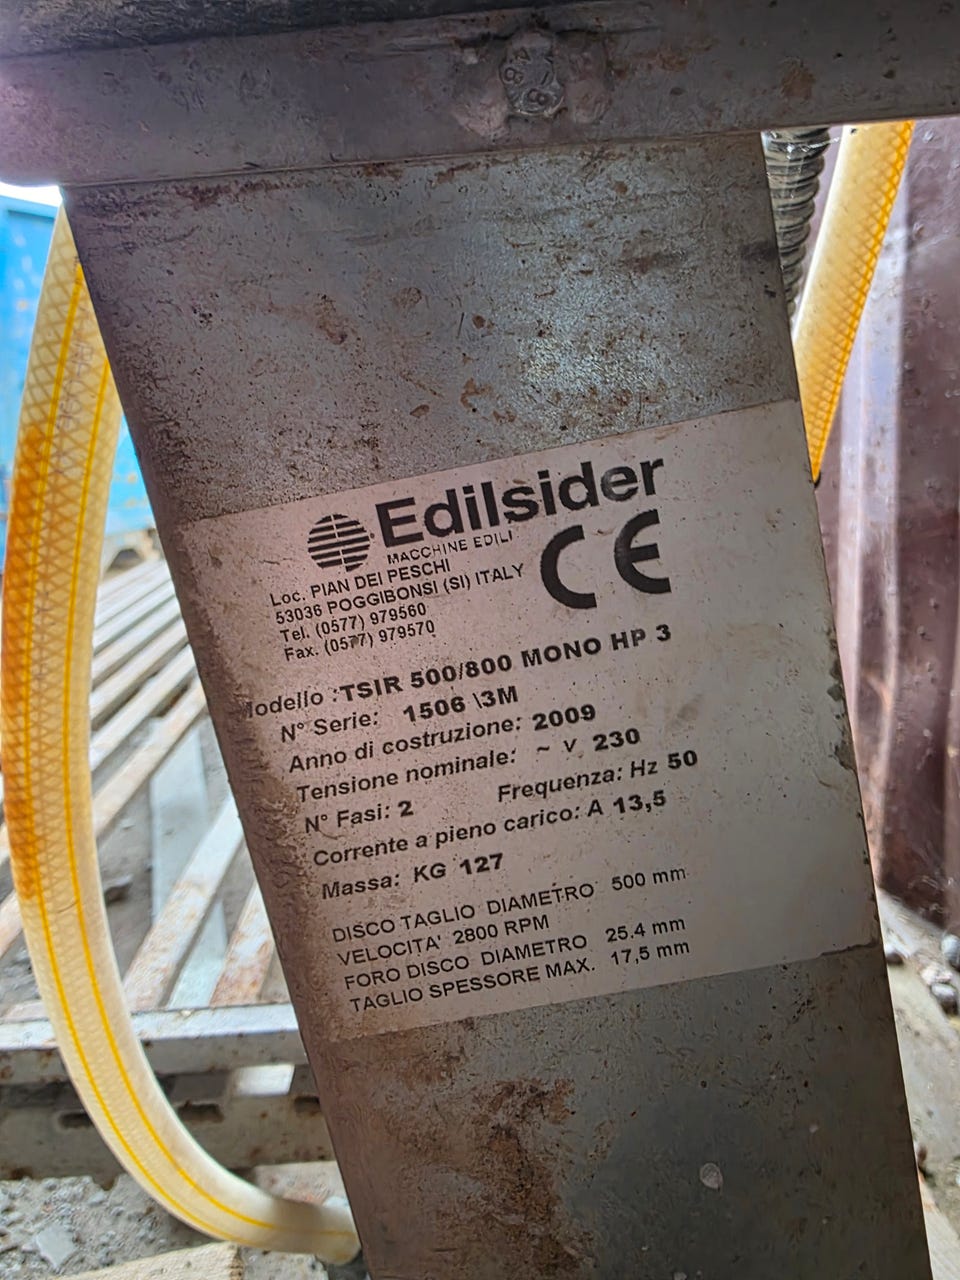 8.8
Edilsider
MACCHINE EDILI
CE
Loc. PIAN DEI PESCHI
53036 POGGIBONSI (SI) ITALY
Tel. (0577) 979560
Fax. (0577) 979570
Modello :TSIR 500/800 MONO HP 3
N° Serie: 1506 \3M
Anno di costruzione: 2009
Tensione nominale: ~ V 230
N° Fasi: 2 Frequenza: Hz 50
Corrente a pieno carico: A 13,5
Massa: KG 127
DISCO TAGLIO DIAMETRO 500 mm
VELOCITA' 2800 RPM
FORO DISCO DIAMETRO 25.4 mm
TAGLIO SPESSORE MAX. 17,5 mm